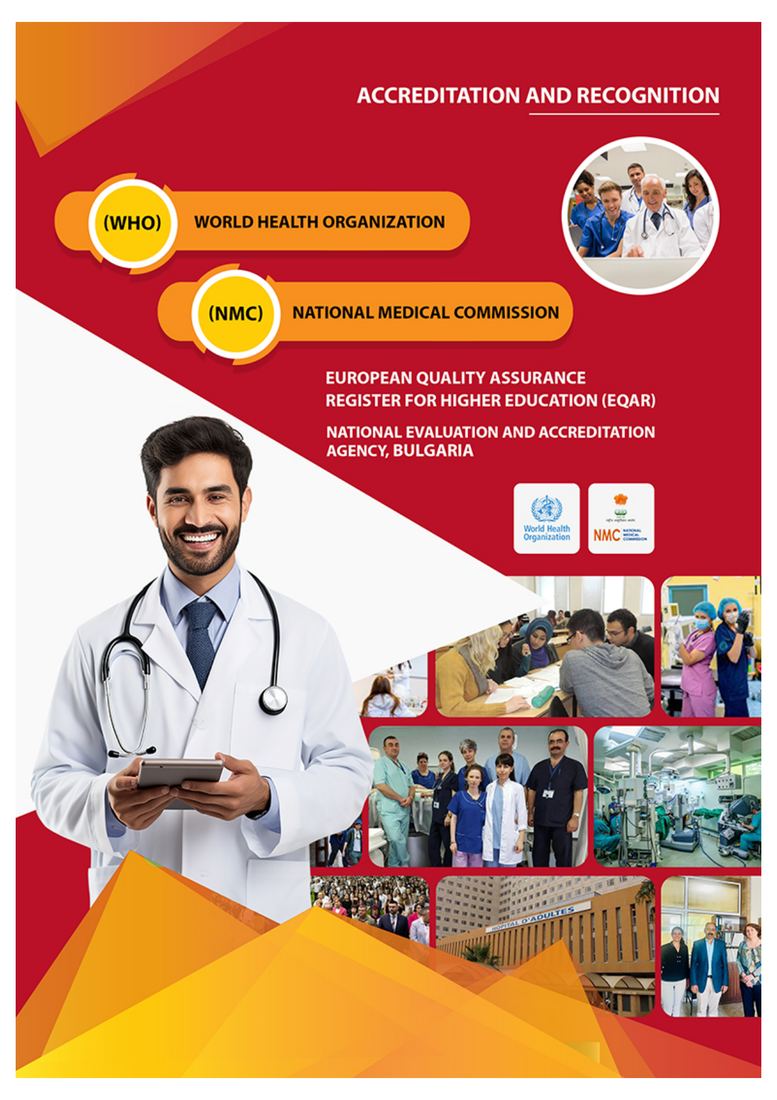 ACCREDITATION AND RECOGNITION
(WHO)
WORLD HEALTH ORGANIZATION
(NMC)
NATIONAL MEDICAL COMMISSION
EUROPEAN QUALITY ASSURANCE
REGISTER FOR HIGHER EDUCATION (EQAR)
NATIONAL EVALUATION AND ACCREDITATION
AGENCY, BULGARIA
World Health
Organization
NMC
NATIONAL
MEDICAL
COMMISSION
HOPITAL D'ADULTES